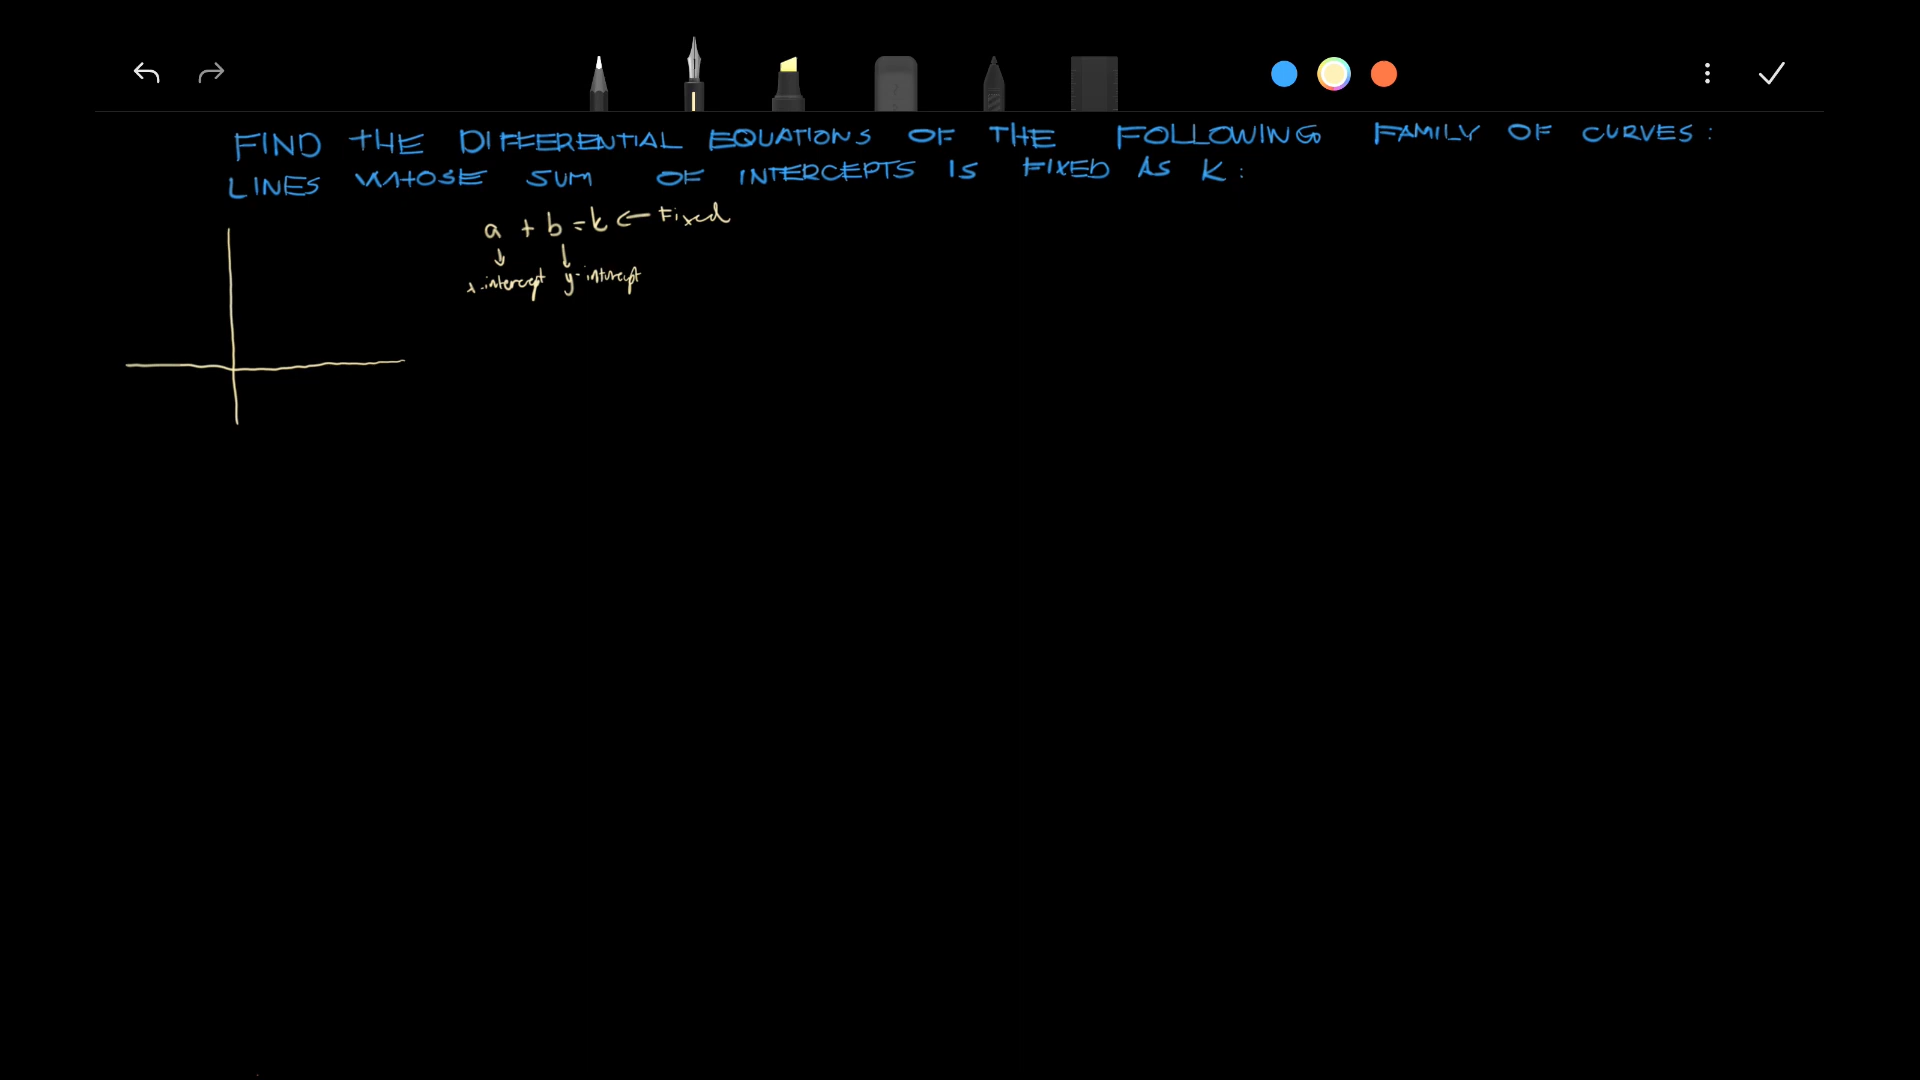 FIND THE DIFFERENTIAL EQUATIONS OF THE FOLLOWING FAMILY OF CURVES:
LINES WHOSE SUM OF INTERCEPTS IS FIXED AS K:
a + b = k ← Fixed
x-intercept y-intercept